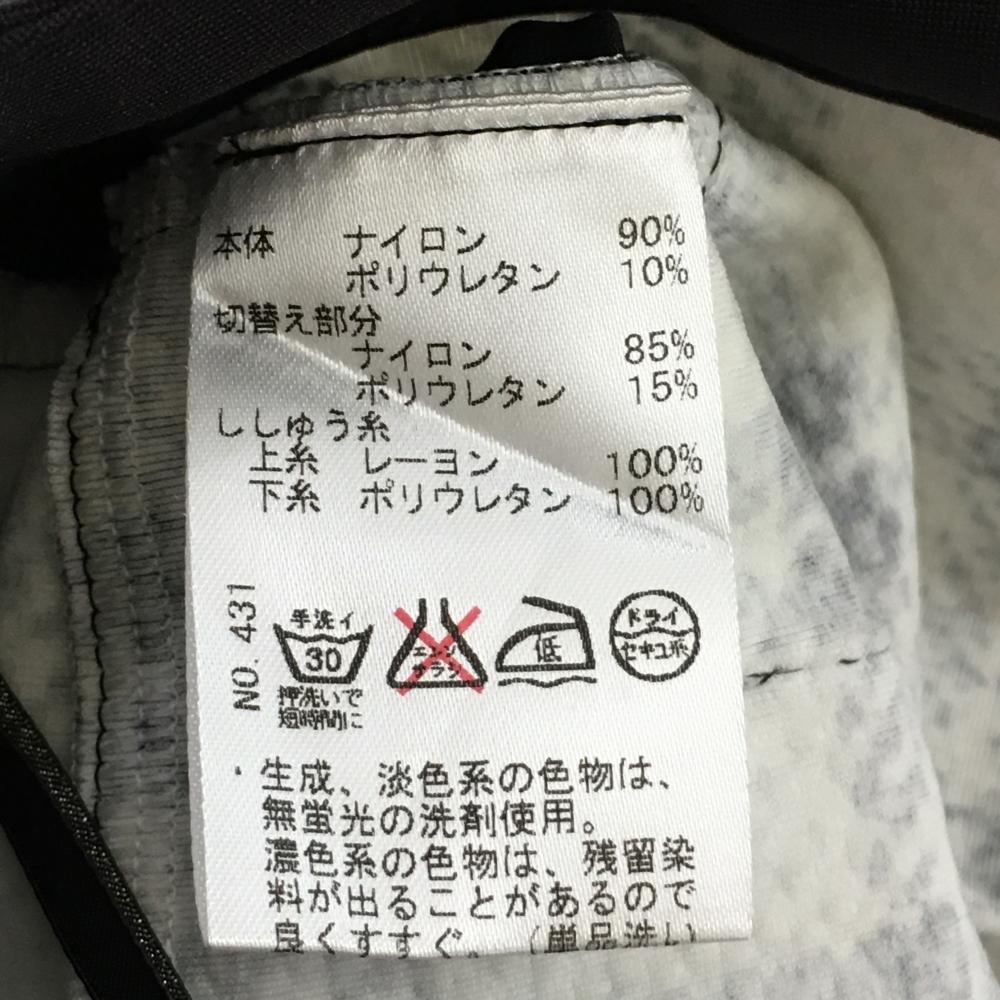 本体 ナイロン 90%
ポリウレタン 10%
切替え部分
ナイロン 85%
ポリウレタン 15%
ししゅう糸
上糸 レーヨン 100%
下糸 ポリウレタン 100%
NO. 431
手洗イ
30
押洗いで
短時間に
エンソ
サラシ
低
ドライ
セキユ系
・生成、淡色系の色物は、
無蛍光の洗剤使用。
濃色系の色物は、残留染
料が出ることがあるので
良くすすぐ。(単品洗い)